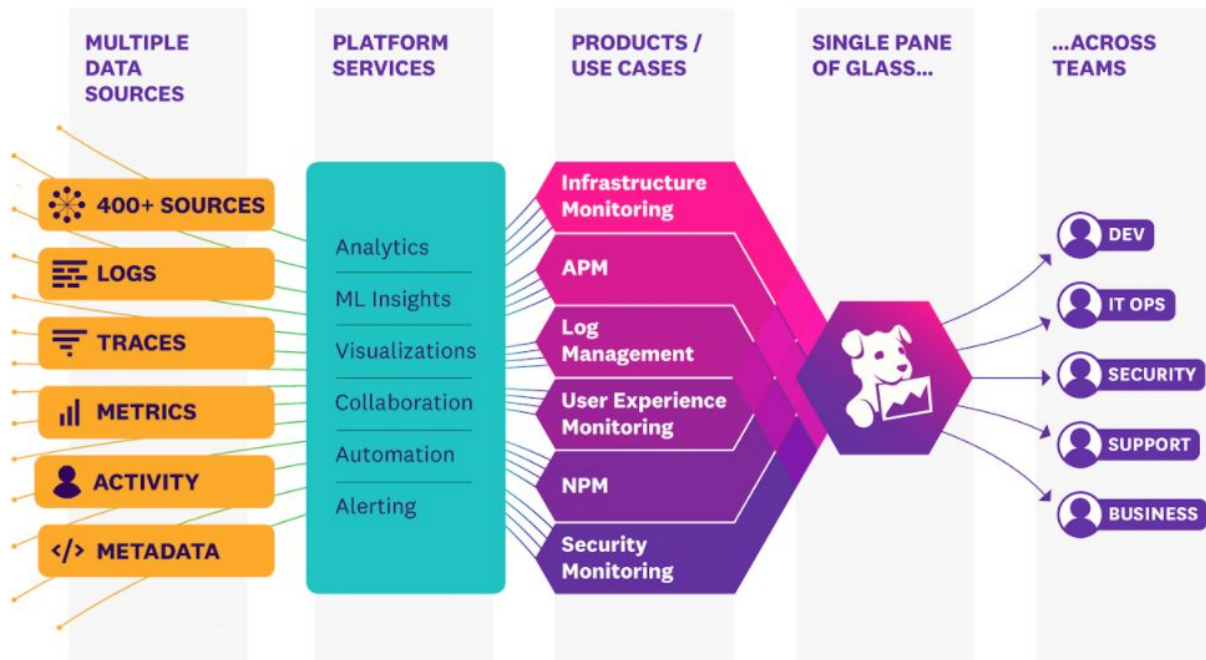 MULTIPLE
DATA
SOURCES
PLATFORM
SERVICES
PRODUCTS /
USE CASES
SINGLE PANE
OF GLASS...
...ACROSS
TEAMS
400+ SOURCES
LOGS
TRACES
METRICS
ACTIVITY
</> METADATA
Analytics
ML Insights
Visualizations
Collaboration
Automation
Alerting
Infrastructure
Monitoring
APM
Log
Management
User Experience
Monitoring
NPM
Security
Monitoring
DEV
IT OPS
SECURITY
SUPPORT
BUSINESS